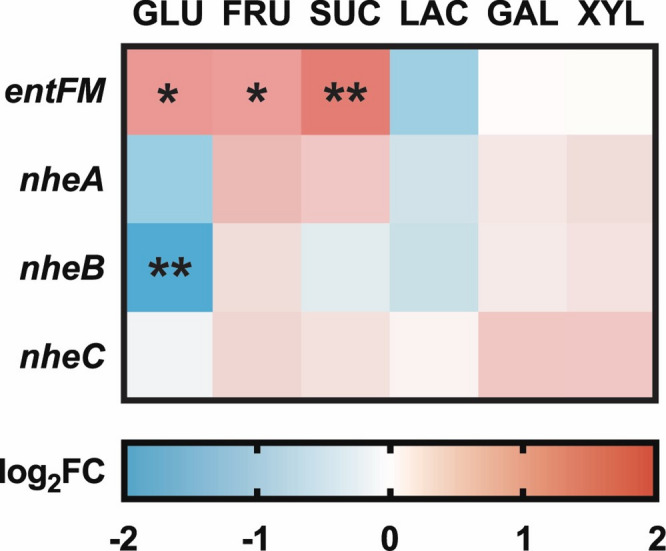 GLU FRU SUC LAC GAL XYL
entFM * * **
nheA
nheB **
nheC
log₂FC
-2 -1 0 1 2